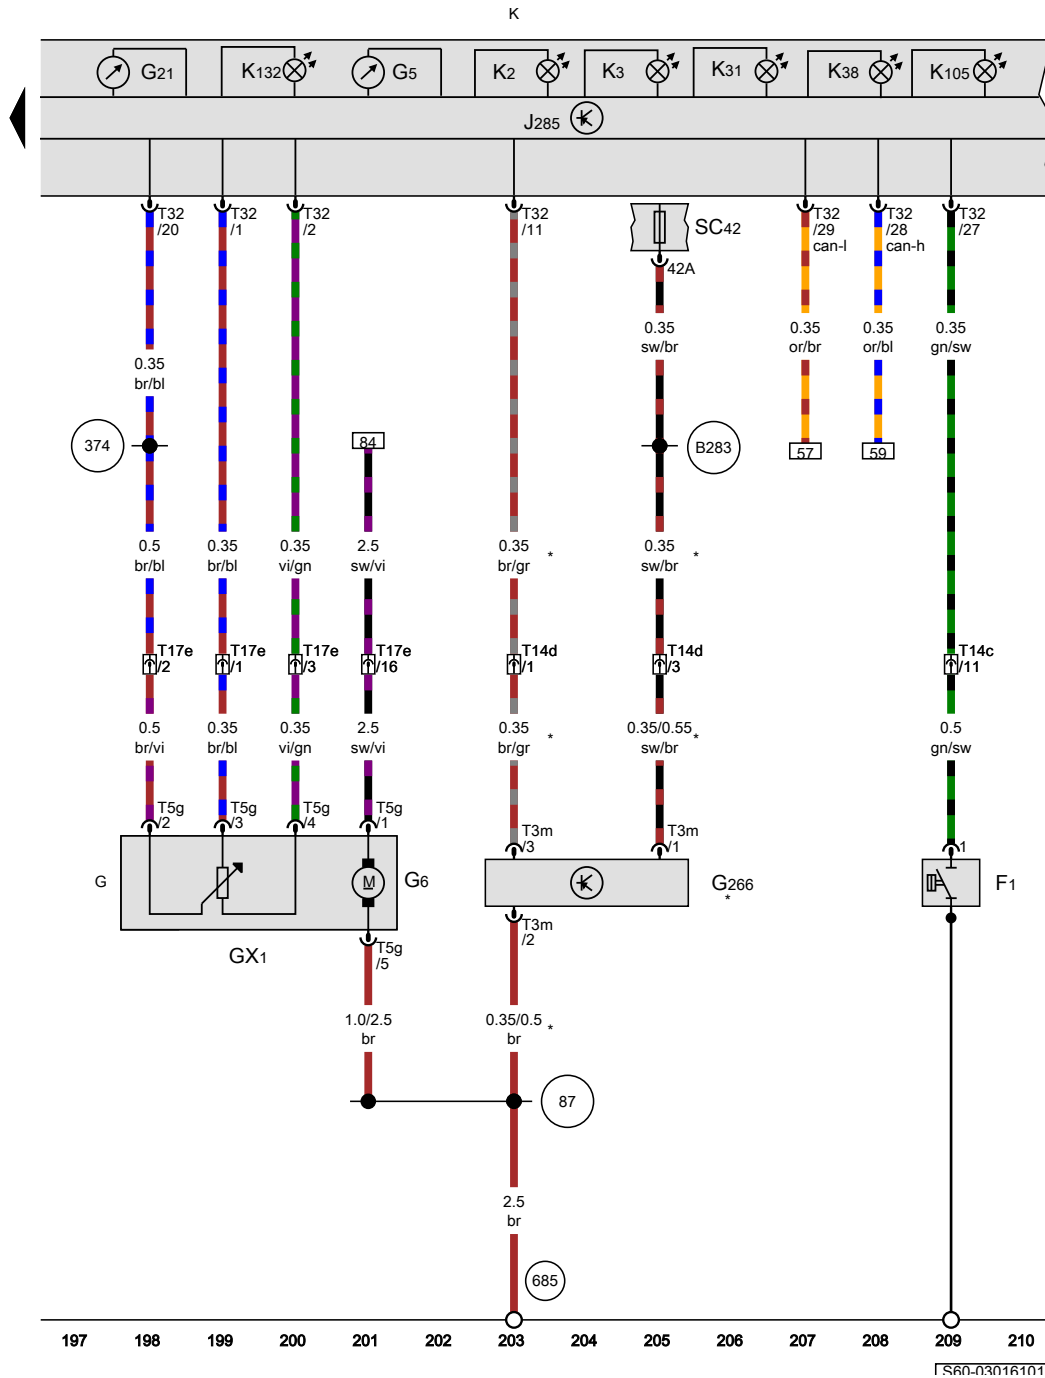 K
G21 K132 G5 K2 K3 K31 K38 K105
J285
T32 T32 T32 T32 SC42 T32 T32 T32
/20 /1 /2 /11 /29 /28 /27
can-l can-h
42A
0.35 0.35 0.35 0.35
sw/br or/br or/bl gn/sw
0.35
br/bl
374 84 B283 57 59
0.5 0.35 0.35 2.5 0.35 * 0.35 *
br/bl br/bl vi/gn sw/vi br/gr sw/br
T17e T17e T17e T17e T14d T14d T14c
/2 /1 /3 /16 /1 /3 /11
0.5 0.35 0.35 2.5 0.35 * 0.35/0.55 * 0.5
br/vi br/bl vi/gn sw/vi br/gr sw/br gn/sw
T5g T5g T5g T5g T3m T3m
/2 /3 /4 /1 /3 /1 1
G M G6 G266 F1
*
T3m
/2
GX1 T5g
/5
1.0/2.5 0.35/0.5 *
br br
87
2.5
br
685
197 198 199 200 201 202 203 204 205 206 207 208 209 210
S60-03016101